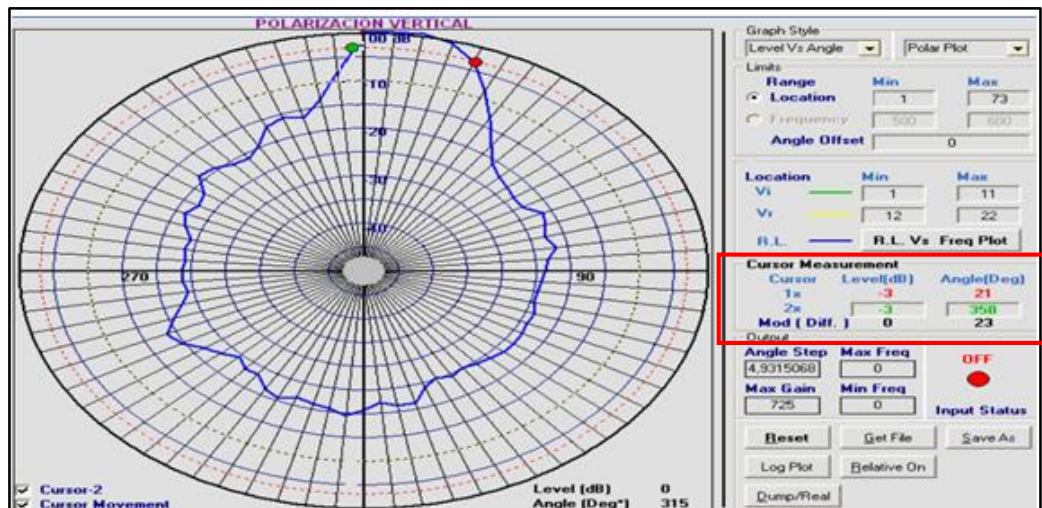 POLARIZACION VERTICAL
00 dB
-10
-20
-30
-40
270
90
Cursor-2
Cursor Movement
Level (dB) 0
Angle (Deg°) 315
Graph Style
Level Vs Angle Polar Plot
Limits
Range Min Max
Location 1 73
Frequency 500 600
Angle Offset 0
Location Min Max
Vi 1 11
Vr 12 22
R.L. R.L. Vs Freq Plot
Cursor Measurement
Cursor Level(dB) Angle(Deg)
1x -3 21
2x -3 358
Mod ( Diff. ) 0 23
Output
Angle Step Max Freq
4,9315068 0
OFF
Max Gain Min Freq
725 0
Input Status
Reset Get File Save As
Log Plot Relative On
Dump/Real